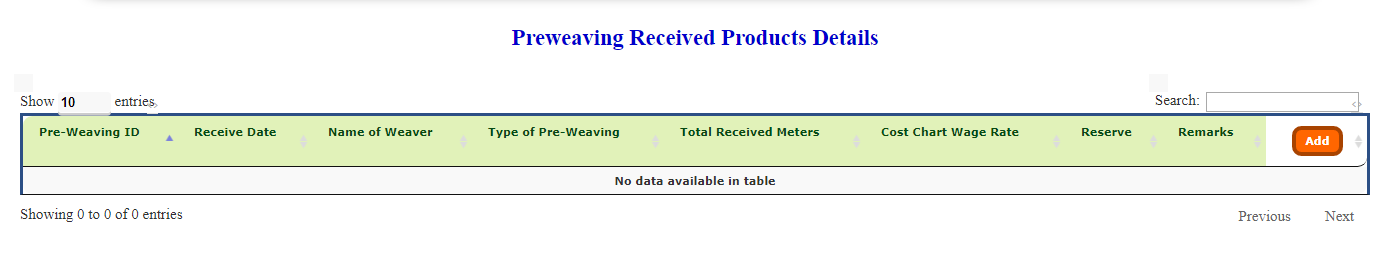 Preweaving Received Products Details
Show 10 entries
Search:
Pre-Weaving ID Receive Date Name of Weaver Type of Pre-Weaving Total Received Meters Cost Chart Wage Rate Reserve Remarks Add
No data available in table
Showing 0 to 0 of 0 entries
Previous Next